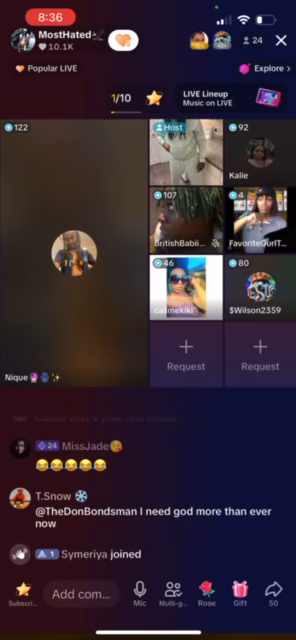 8:36
MostHated
10.1K
24
Popular LIVE
Explore >
1/10
LIVE Lineup
Music on LIVE
122
Host
92
Kalie
107
BritishBabii...
4
FavoriteGurlT...
46
callmekiki
80
$Wilson2359
Nique
+
Request
+
Request
24 MissJade
T.Snow
@TheDonBondsman I need god more than ever
now
1 Symeriya joined
Subscri...
Add com...
Mic
Multi-g...
Rose
Gift
50